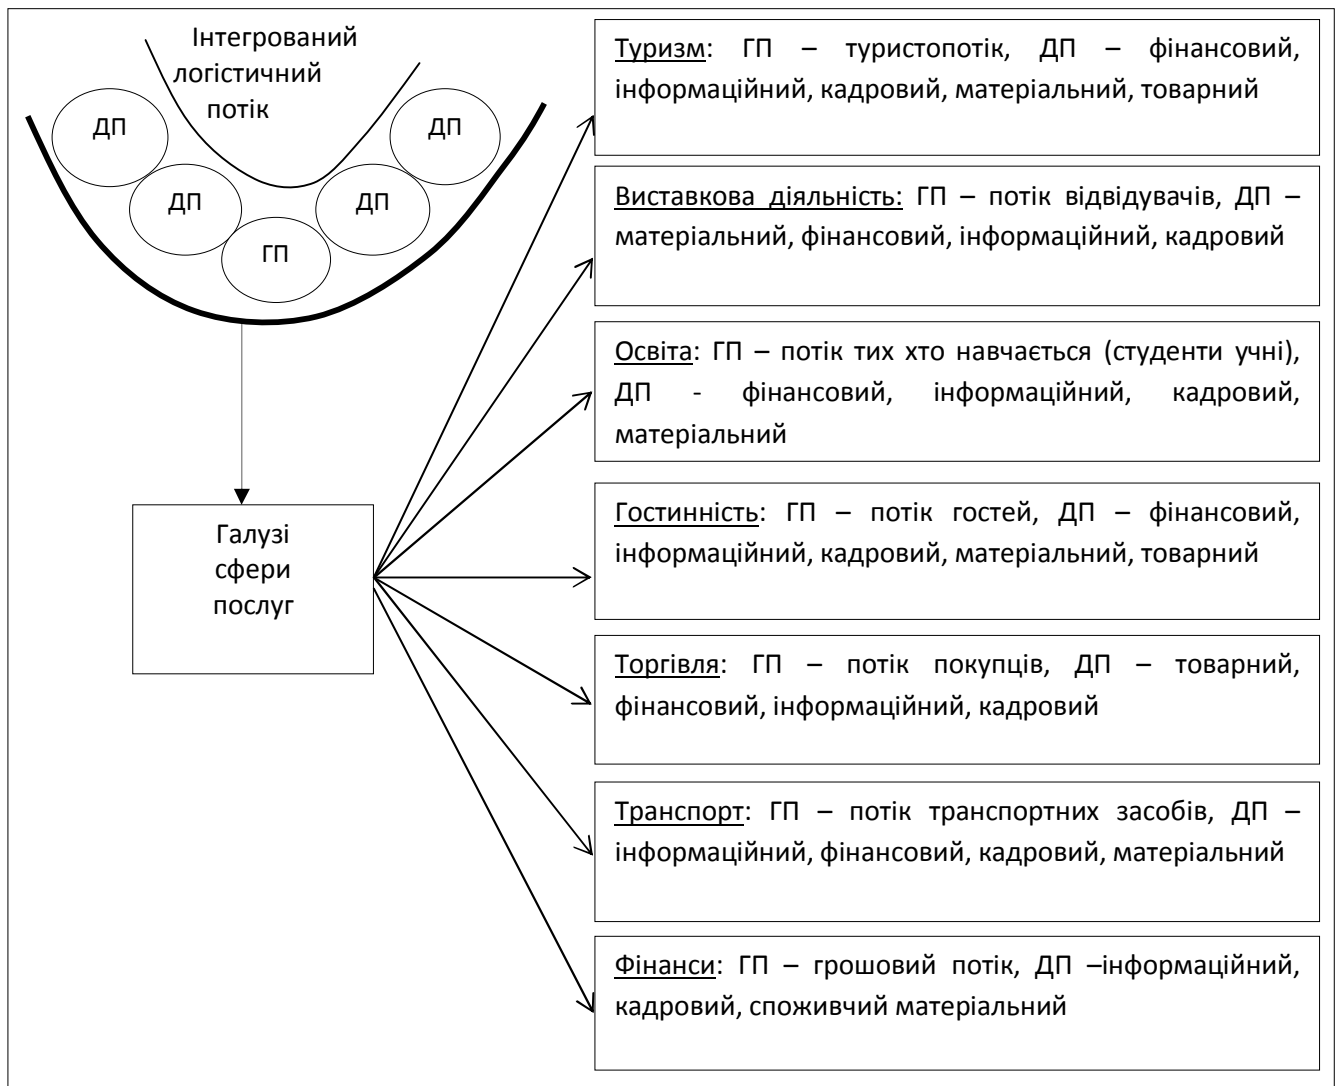 Інтегрований
логістичний
потік
ДП
ДП
ДП
ДП
ГП
Галузі
сфери
послуг
Туризм: ГП – туристопотік, ДП – фінансовий,
інформаційний, кадровий, матеріальний, товарний
Виставкова діяльність: ГП – потік відвідувачів, ДП –
матеріальний, фінансовий, інформаційний, кадровий
Освіта: ГП – потік тих хто навчається (студенти учні),
ДП - фінансовий, інформаційний, кадровий,
матеріальний
Гостинність: ГП – потік гостей, ДП – фінансовий,
інформаційний, кадровий, матеріальний, товарний
Торгівля: ГП – потік покупців, ДП – товарний,
фінансовий, інформаційний, кадровий
Транспорт: ГП – потік транспортних засобів, ДП –
інформаційний, фінансовий, кадровий, матеріальний
Фінанси: ГП – грошовий потік, ДП –інформаційний,
кадровий, споживчий матеріальний